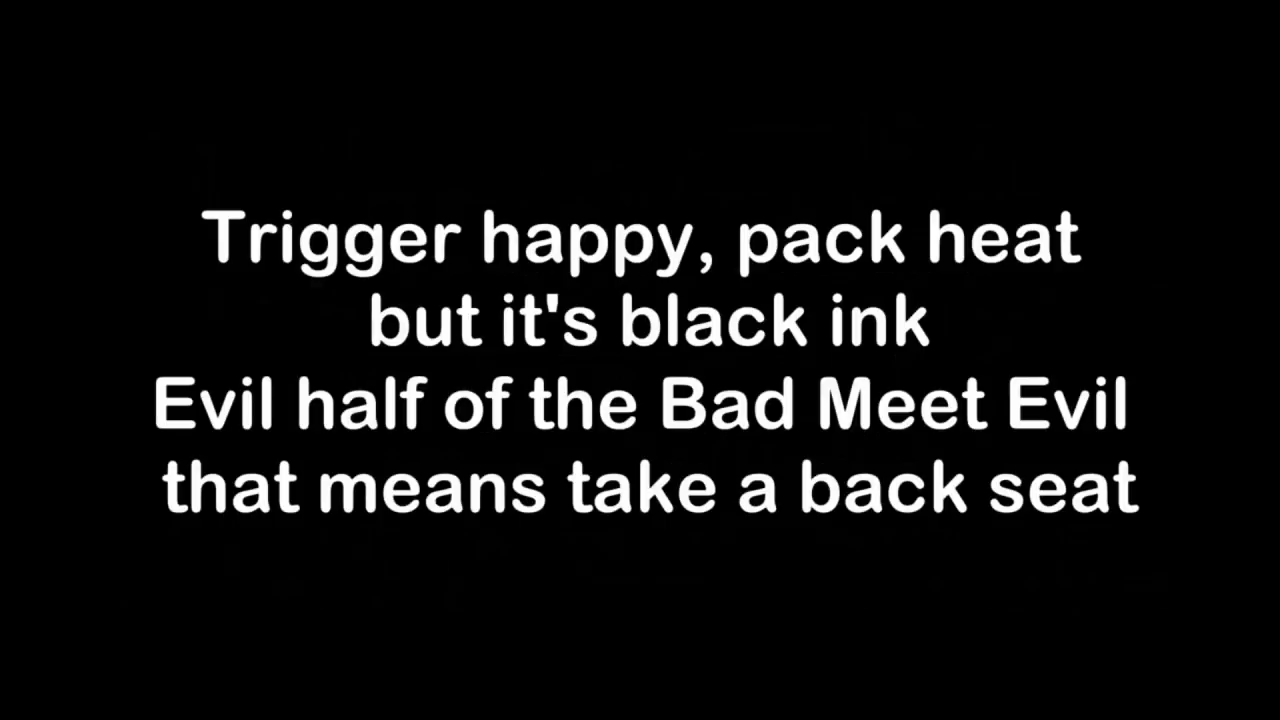 Trigger happy, pack heat
but it's black ink
Evil half of the Bad Meet Evil
that means take a back seat